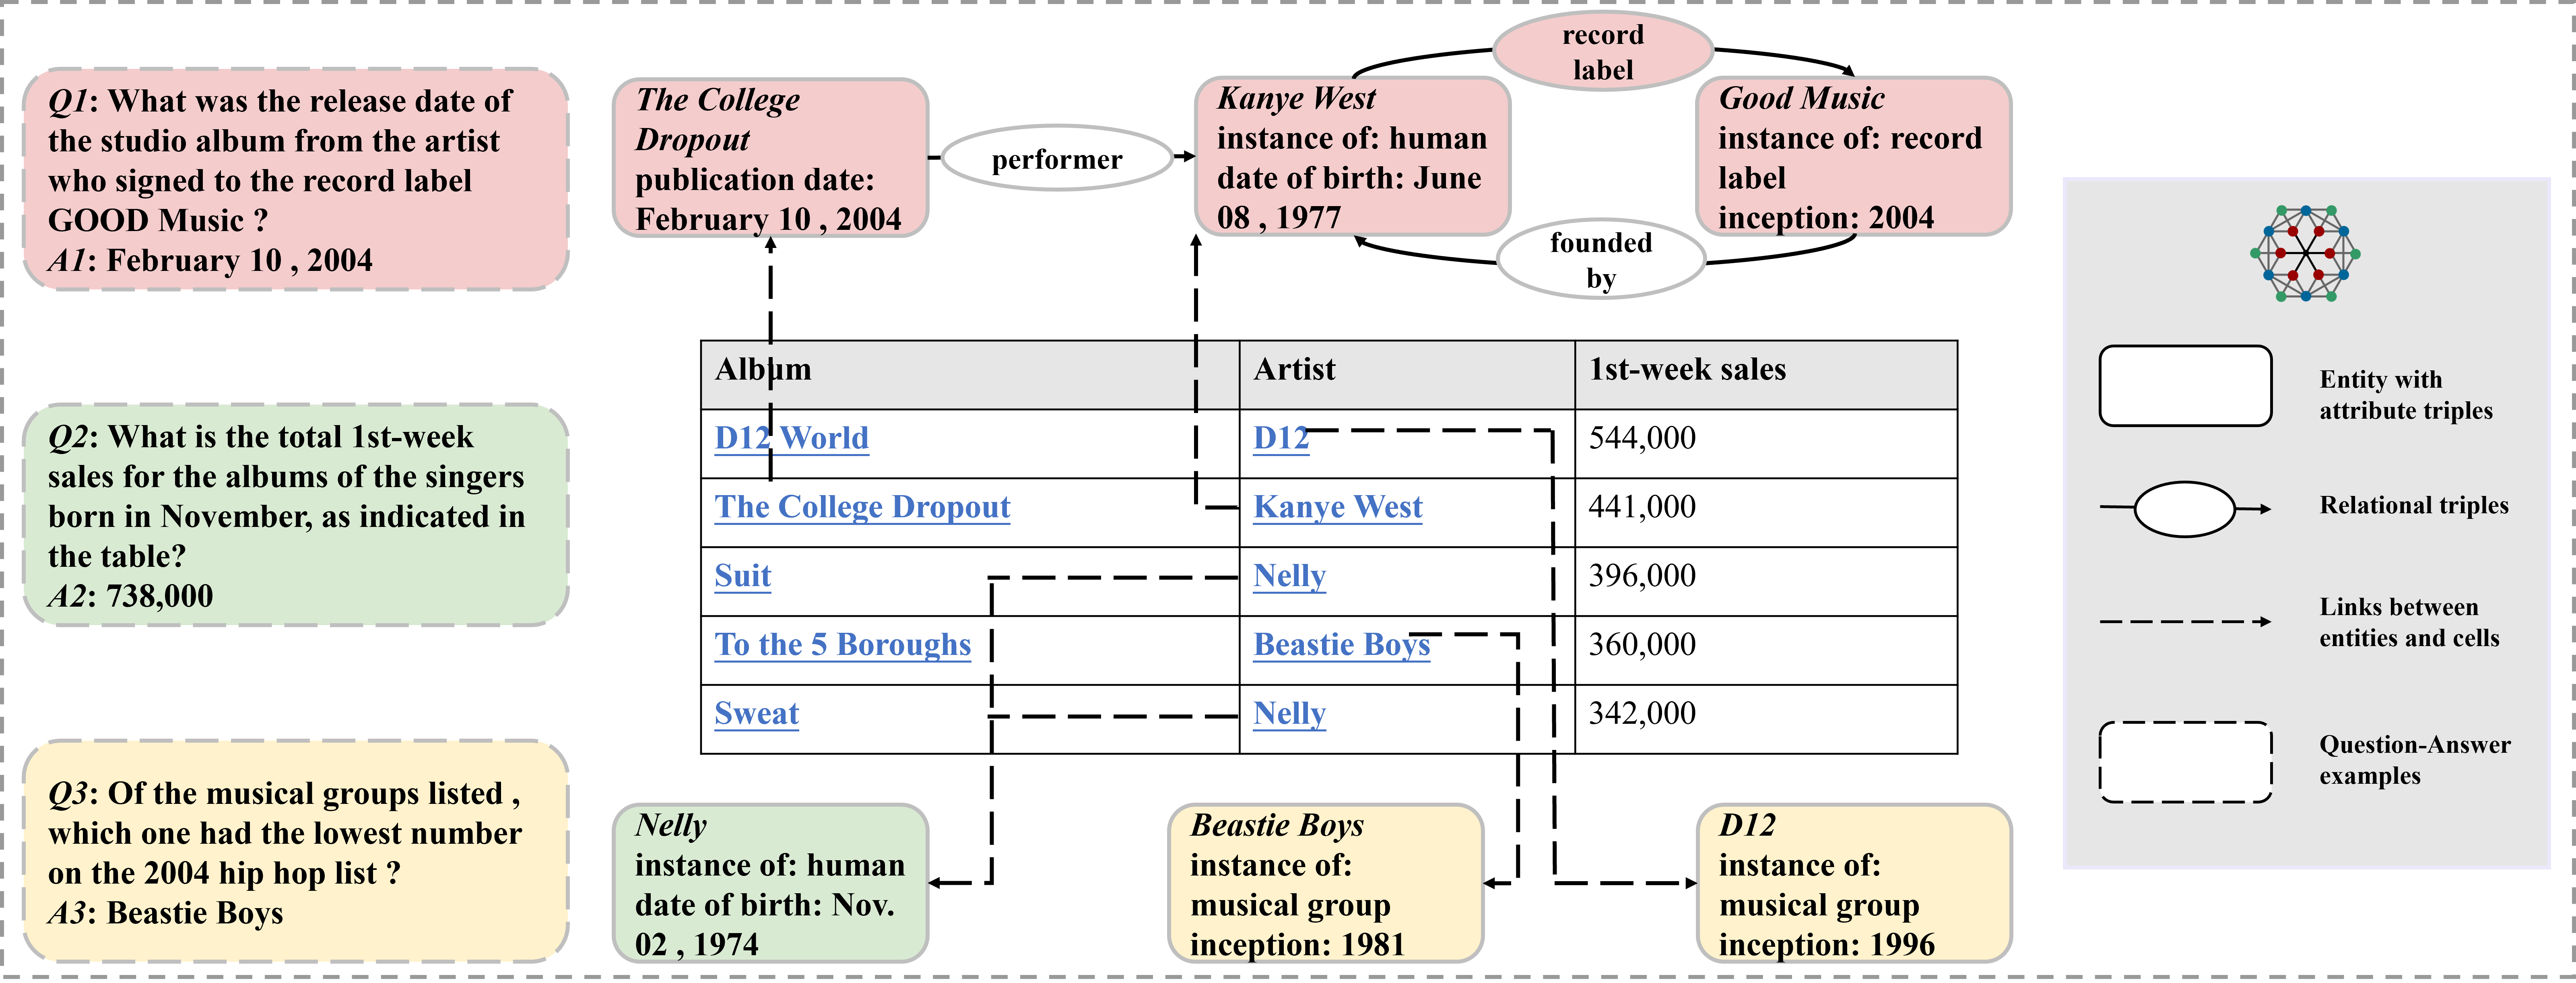 Q1: What was the release date of
the studio album from the artist
who signed to the record label
GOOD Music ?
A1: February 10 , 2004
Q2: What is the total 1st-week
sales for the albums of the singers
born in November, as indicated in
the table?
A2: 738,000
Q3: Of the musical groups listed ,
which one had the lowest number
on the 2004 hip hop list ?
A3: Beastie Boys
The College
Dropout
publication date:
February 10 , 2004
performer
Kanye West
instance of: human
date of birth: June
08 , 1977
record
label
founded
by
Good Music
instance of: record
label
inception: 2004
Album Artist 1st-week sales
D12 World D12 544,000
The College Dropout Kanye West 441,000
Suit Nelly 396,000
To the 5 Boroughs Beastie Boys 360,000
Sweat Nelly 342,000
Nelly
instance of: human
date of birth: Nov.
02 , 1974
Beastie Boys
instance of:
musical group
inception: 1981
D12
instance of:
musical group
inception: 1996
Entity with
attribute triples
Relational triples
Links between
entities and cells
Question-Answer
examples